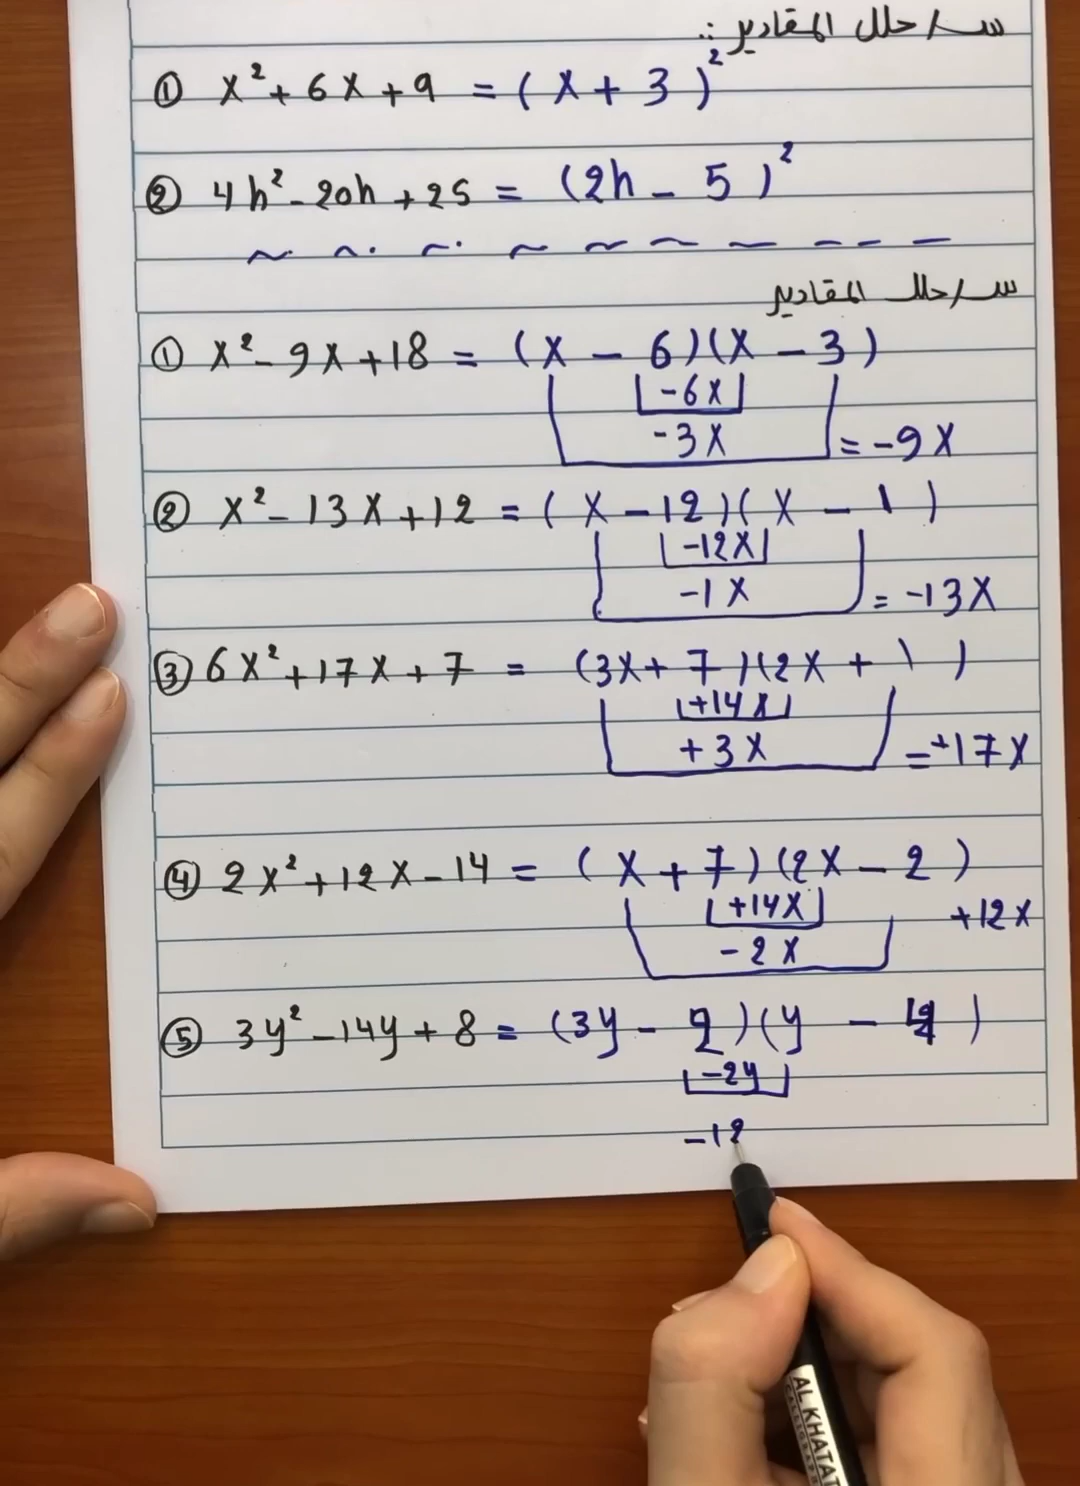 س/ حلل المقادير :
① x² + 6x + 9 = (x + 3)²
② 4h² - 20h + 25 = (2h - 5)²
س/ حلل المقادير
① x² - 9x + 18 = (x - 6)(x - 3)
-6x
-3x = -9x
② x² - 13x + 12 = (x - 12)(x - 1)
-12x
-1x = -13x
③ 6x² + 17x + 7 = (3x + 7)(2x + 1)
+14x
+3x = +17x
④ 2x² + 12x - 14 = (x + 7)(2x - 2)
+14x +12x
-2x
⑤ 3y² - 14y + 8 = (3y - 2)(y - 4)
-2y
-12
AL KHATAT